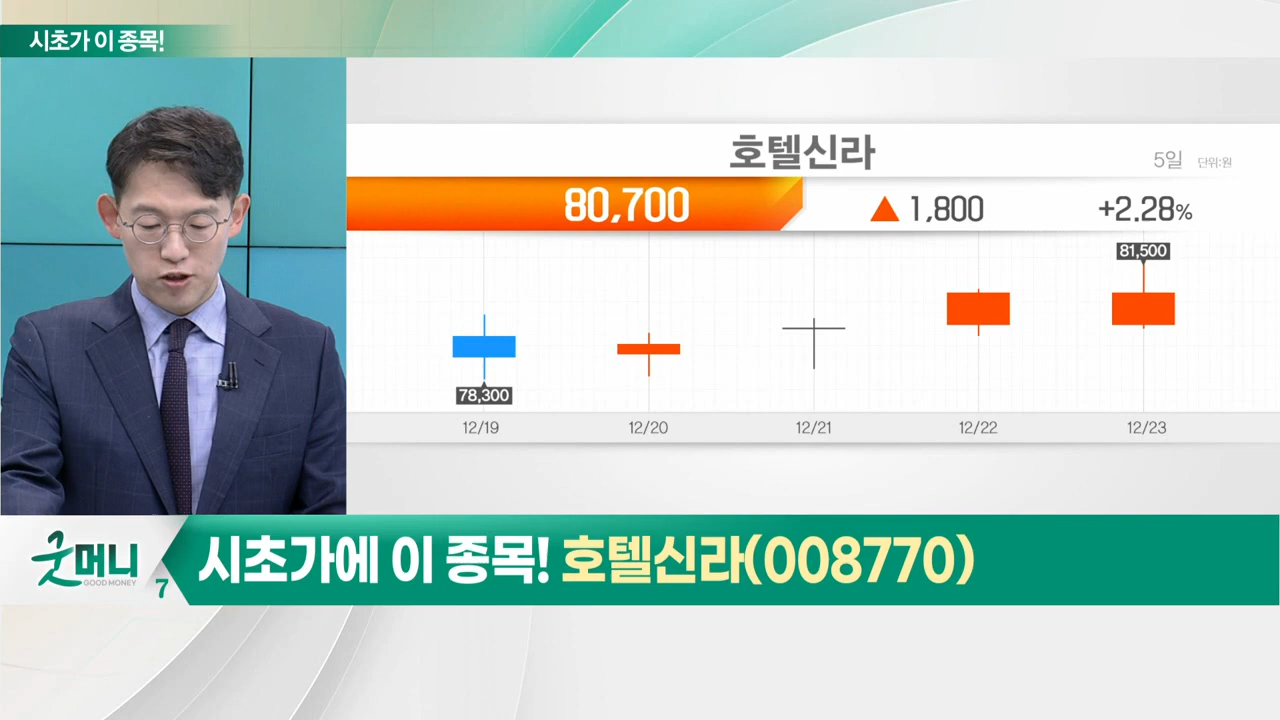 시초가 이 종목!
호텔신라
5일 단위:원
80,700 ▲ 1,800 +2.28%
81,500
78,300
12/19 12/20 12/21 12/22 12/23
굿머니
GOOD MONEY
7
시초가에 이 종목! 호텔신라(008770)